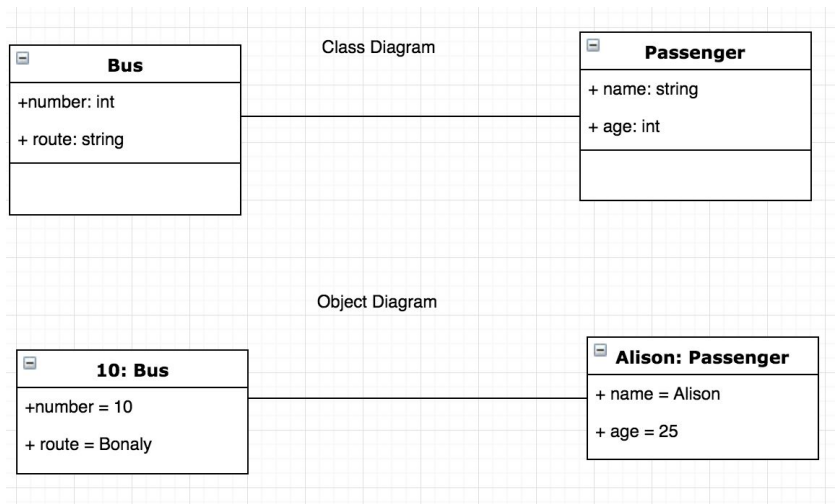 Class Diagram
Bus
+number: int
+ route: string
Passenger
+ name: string
+ age: int
Object Diagram
10: Bus
+number = 10
+ route = Bonaly
Alison: Passenger
+ name = Alison
+ age = 25